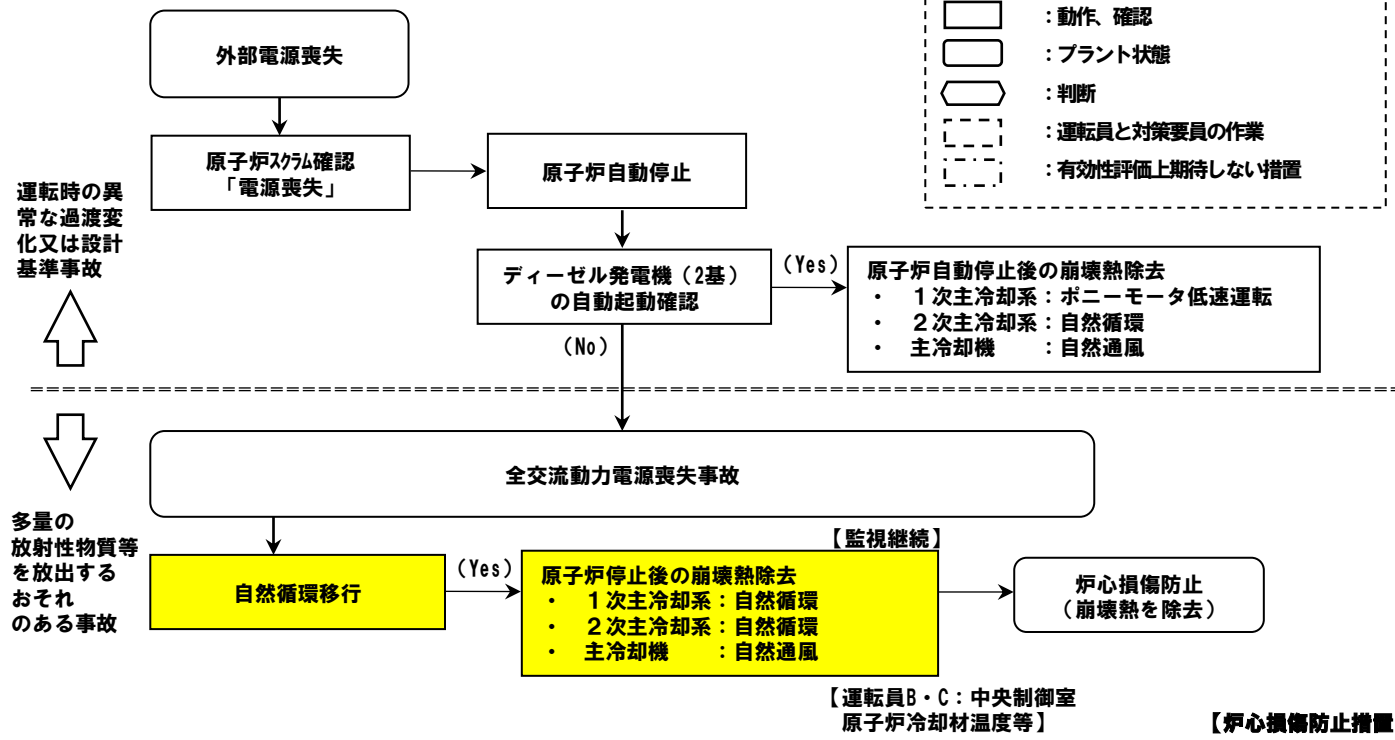 ：動作、確認
：プラント状態
：判断
：運転員と対策要員の作業
：有効性評価上期待しない措置
外部電源喪失
原子炉スクラム確認
「電源喪失」
原子炉自動停止
運転時の異
常な過渡変
化又は設計
基準事故
ディーゼル発電機（2基）
の自動起動確認
（Yes）
原子炉自動停止後の崩壊熱除去
・　１次主冷却系：ポニーモータ低速運転
・　２次主冷却系：自然循環
・　主冷却機　　：自然通風
（No）
全交流動力電源喪失事故
多量の
放射性物質等
を放出する
おそれ
のある事故
自然循環移行
（Yes）
【監視継続】
原子炉停止後の崩壊熱除去
・　１次主冷却系：自然循環
・　２次主冷却系：自然循環
・　主冷却機　　：自然通風
炉心損傷防止
（崩壊熱を除去）
【運転員B・C：中央制御室
原子炉冷却材温度等】
【炉心損傷防止措置